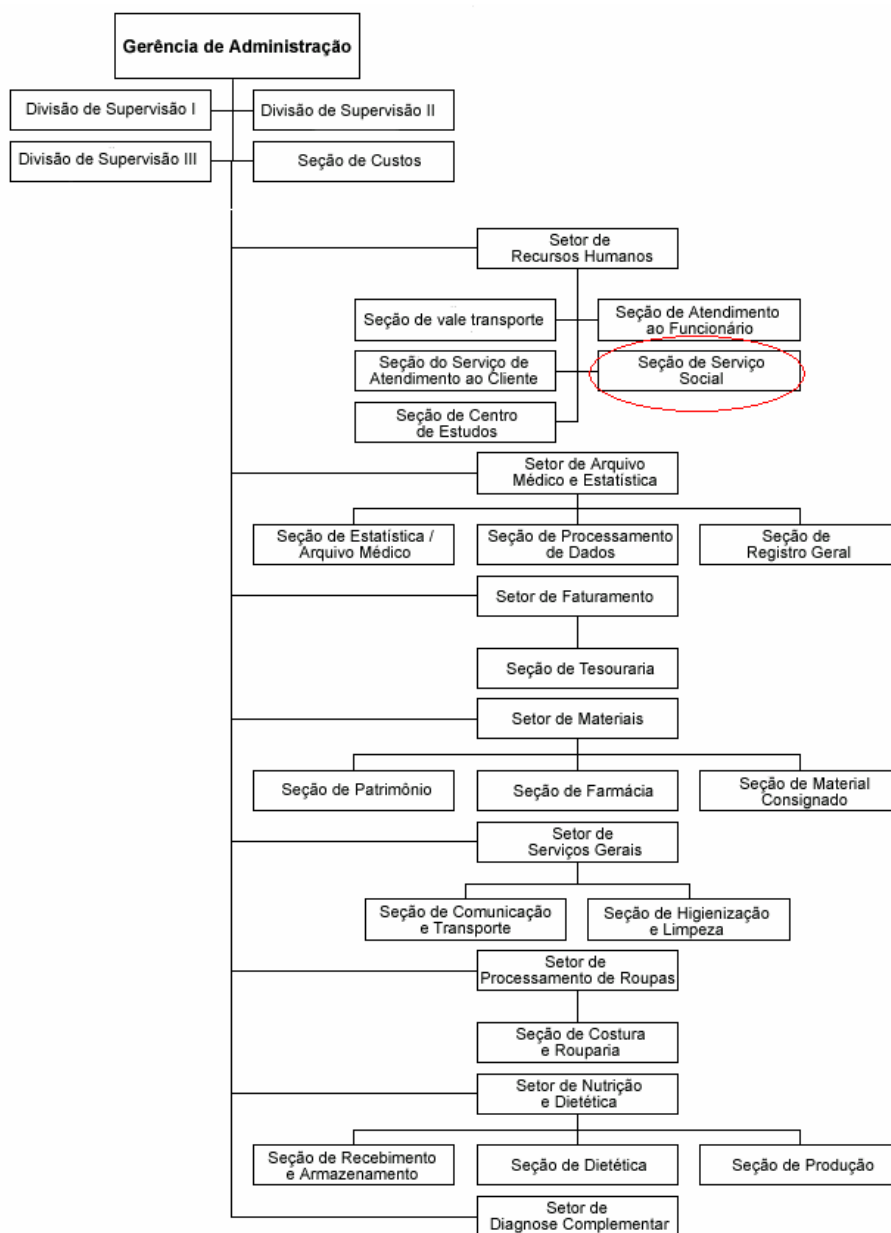 Gerência de Administração
Divisão de Supervisão I
Divisão de Supervisão II
Divisão de Supervisão III
Seção de Custos
Setor de
Recursos Humanos
Seção de vale transporte
Seção de Atendimento
ao Funcionário
Seção do Serviço de
Atendimento ao Cliente
Seção de Serviço
Social
Seção de Centro
de Estudos
Setor de Arquivo
Médico e Estatística
Seção de Estatística /
Arquivo Médico
Seção de Processamento
de Dados
Seção de
Registro Geral
Setor de Faturamento
Seção de Tesouraria
Setor de Materiais
Seção de Patrimônio
Seção de Farmácia
Seção de Material
Consignado
Setor de
Serviços Gerais
Seção de Comunicação
e Transporte
Seção de Higienização
e Limpeza
Setor de
Processamento de Roupas
Seção de Costura
e Rouparia
Setor de Nutrição
e Dietética
Seção de Recebimento
e Armazenamento
Seção de Dietética
Seção de Produção
Setor de
Diagnose Complementar